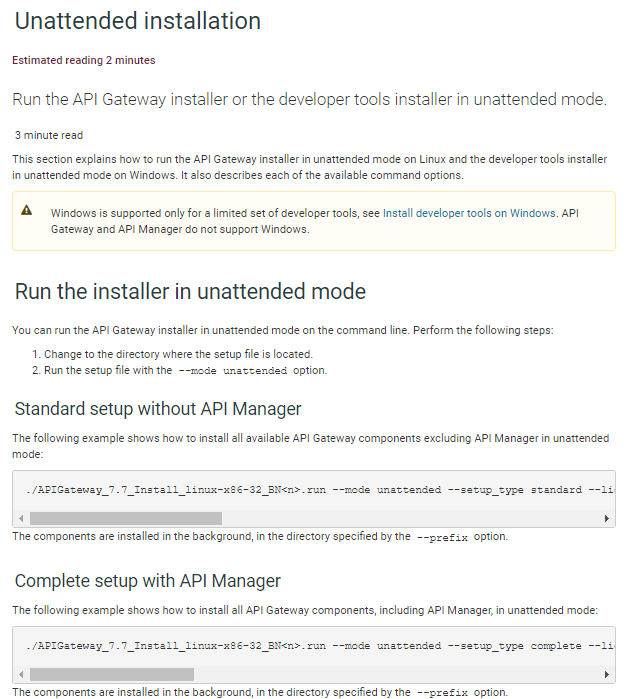 Unattended installation
Estimated reading 2 minutes
Run the API Gateway installer or the developer tools installer in unattended mode.
3 minute read
This section explains how to run the API Gateway installer in unattended mode on Linux and the developer tools installer
in unattended mode on Windows. It also describes each of the available command options.
Windows is supported only for a limited set of developer tools, see Install developer tools on Windows. API
Gateway and API Manager do not support Windows.
Run the installer in unattended mode
You can run the API Gateway installer in unattended mode on the command line. Perform the following steps:
1. Change to the directory where the setup file is located.
2. Run the setup file with the --mode unattended option.
Standard setup without API Manager
The following example shows how to install all available API Gateway components excluding API Manager in unattended
mode:
./APIGateway_7.7_Install_linux-x86-32_BN<n>.run --mode unattended --setup_type standard --li
The components are installed in the background, in the directory specified by the --prefix option.
Complete setup with API Manager
The following example shows how to install all API Gateway components, including API Manager, in unattended mode:
./APIGateway_7.7_Install_linux-x86-32_BN<n>.run --mode unattended --setup_type complete --li
The components are installed in the background, in the directory specified by the --prefix option.